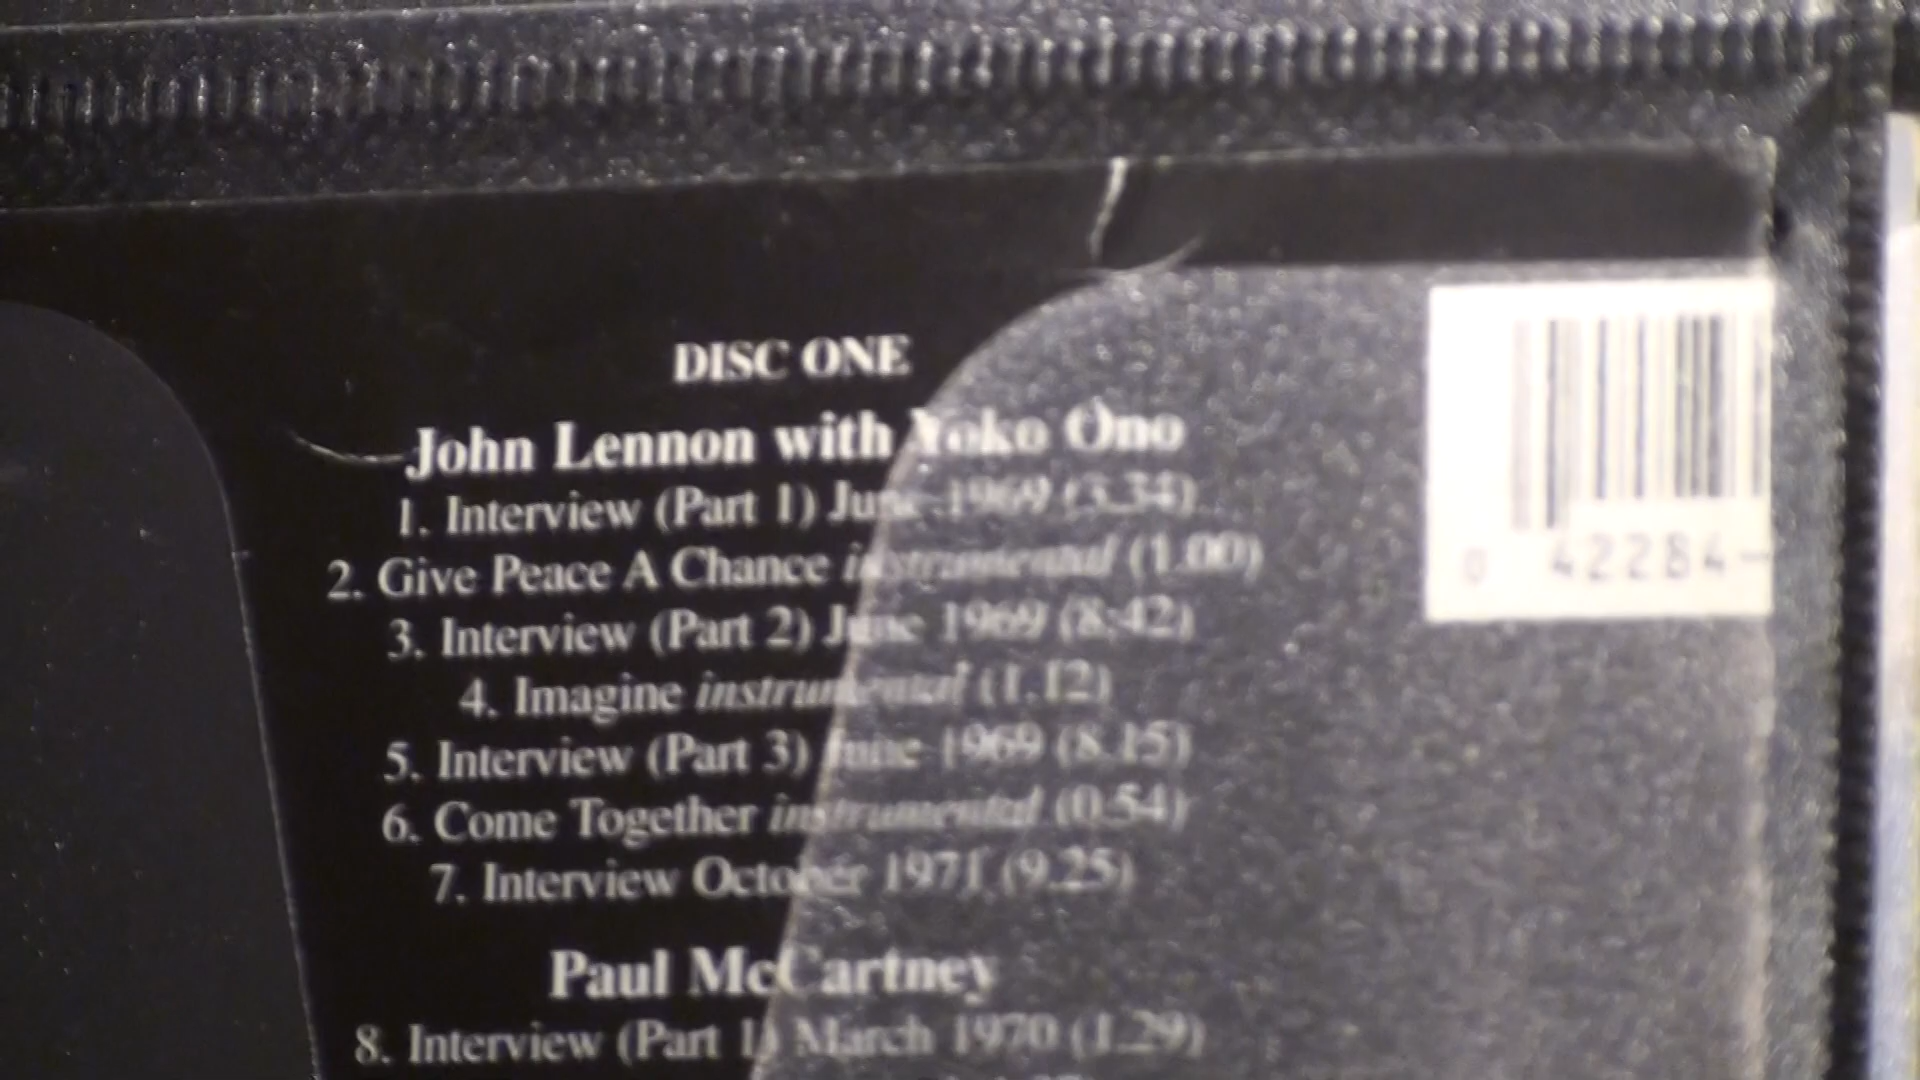 DISC ONE
John Lennon with Yoko Ono
1. Interview (Part 1) June 1969 (3.34)
2. Give Peace A Chance instrumental (1.00)
3. Interview (Part 2) June 1969 (8.42)
4. Imagine instrumental (1.12)
5. Interview (Part 3) June 1969 (8.15)
6. Come Together instrumental (0.54)
7. Interview October 1971 (9.25)
Paul McCartney
8. Interview (Part 1) March 1970 (1.29)
0 42284-